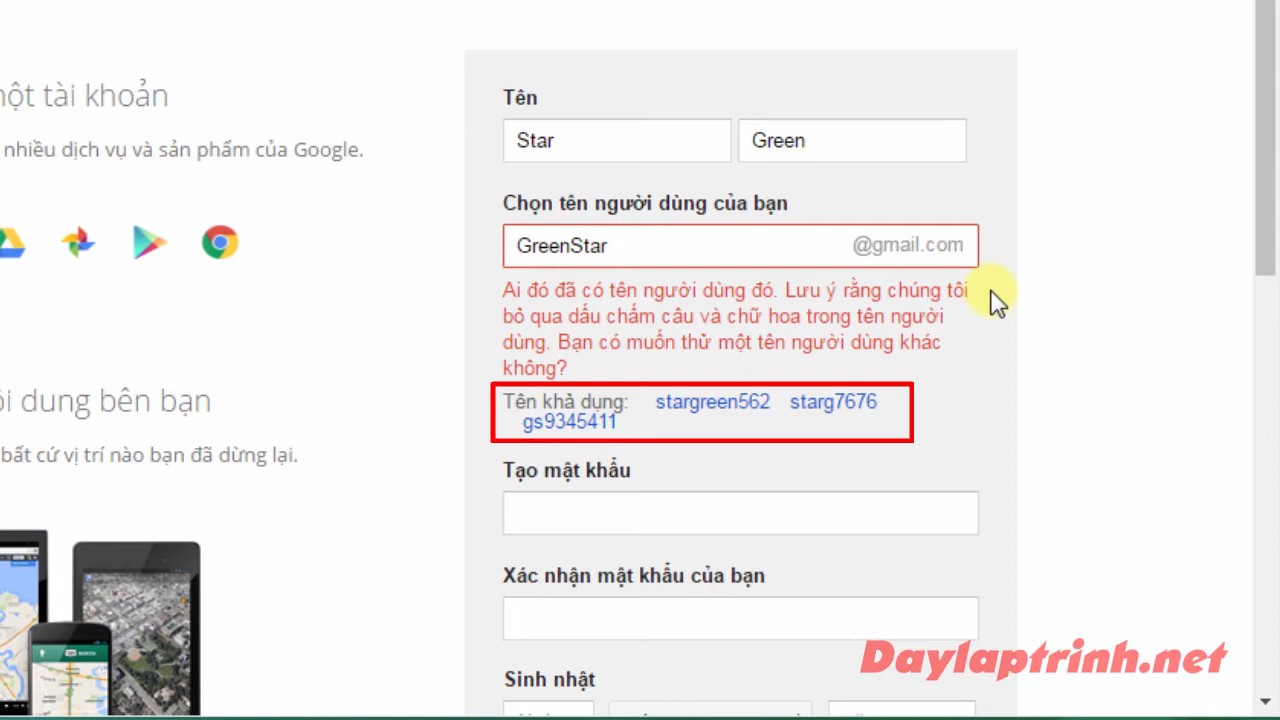 một tài khoản
nhiều dịch vụ và sản phẩm của Google.
ội dung bên bạn
bất cứ vị trí nào bạn đã dừng lại.
Tên
Star Green
Chọn tên người dùng của bạn
GreenStar @gmail.com
Ai đó đã có tên người dùng đó. Lưu ý rằng chúng tôi
bỏ qua dấu chấm câu và chữ hoa trong tên người
dùng. Bạn có muốn thử một tên người dùng khác
không?
Tên khả dụng: stargreen562 starg7676
gs9345411
Tạo mật khẩu
Xác nhận mật khẩu của bạn
Sinh nhật
Daylaptrinh.net